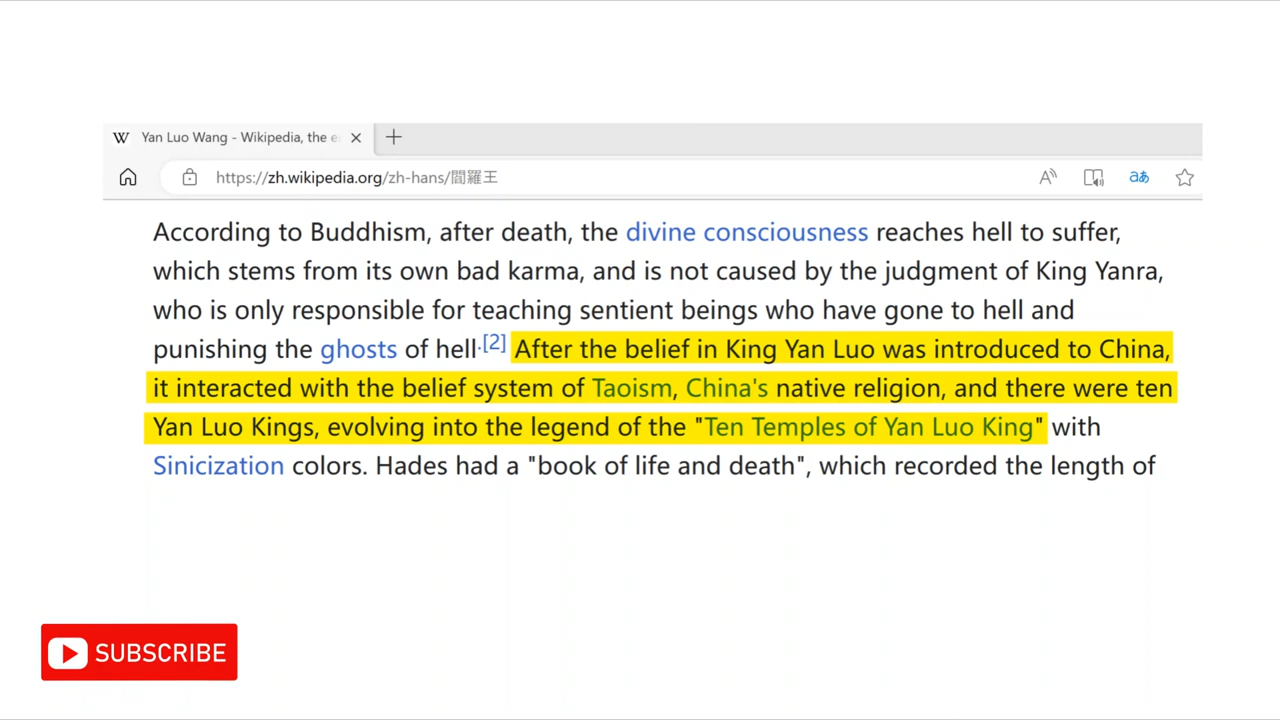 Yan Luo Wang - Wikipedia, the e
https://zh.wikipedia.org/zh-hans/閻羅王
According to Buddhism, after death, the divine consciousness reaches hell to suffer,
which stems from its own bad karma, and is not caused by the judgment of King Yanra,
who is only responsible for teaching sentient beings who have gone to hell and
punishing the ghosts of hell.[2] After the belief in King Yan Luo was introduced to China,
it interacted with the belief system of Taoism, China's native religion, and there were ten
Yan Luo Kings, evolving into the legend of the "Ten Temples of Yan Luo King" with
Sinicization colors. Hades had a "book of life and death", which recorded the length of
SUBSCRIBE